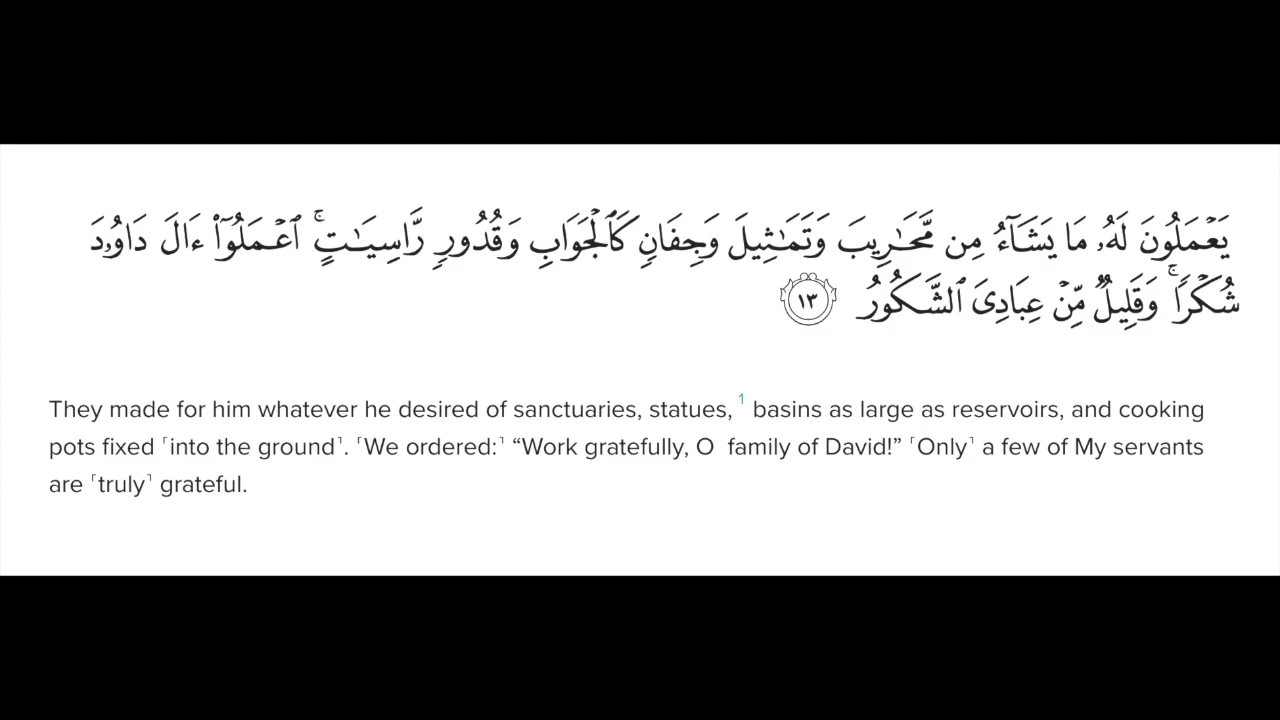 يَعۡمَلُونَ لَهُۥ مَا يَشَآءُ مِن مَّحَـٰرِيبَ وَتَمَـٰثِيلَ وَجِفَانٖ كَٱلۡجَوَابِ وَقُدُورٖ رَّاسِيَـٰتٍۚ ٱعۡمَلُوٓاْ ءَالَ دَاوُۥدَ
شُكۡرٗاۚ وَقَلِيلٞ مِّنۡ عِبَادِيَ ٱلشَّكُورُ ١٣
They made for him whatever he desired of sanctuaries, statues, 1 basins as large as reservoirs, and cooking
pots fixed ˹into the ground˺. ˹We ordered:˺ “Work gratefully, O family of David!” ˹Only˺ a few of My servants
are ˹truly˺ grateful.